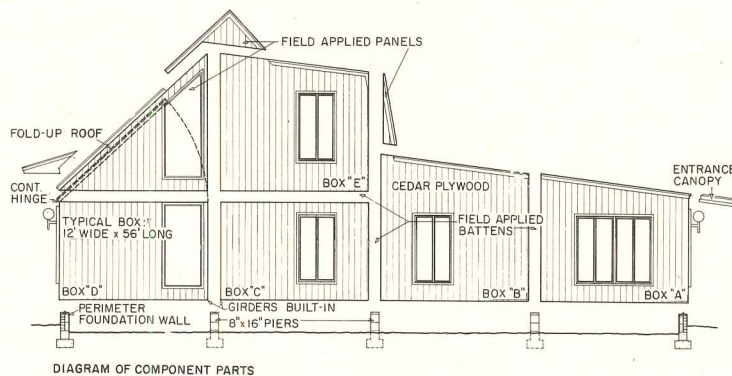 FIELD APPLIED PANELS
FOLD-UP ROOF
CONT.
HINGE
BOX "E"
CEDAR PLYWOOD
ENTRANCE
CANOPY
TYPICAL BOX:
12' WIDE x 56' LONG
FIELD APPLIED
BATTENS
BOX "D"
BOX "C"
BOX "B"
BOX "A"
PERIMETER
FOUNDATION WALL
GIRDERS BUILT-IN
8"x16" PIERS
DIAGRAM OF COMPONENT PARTS